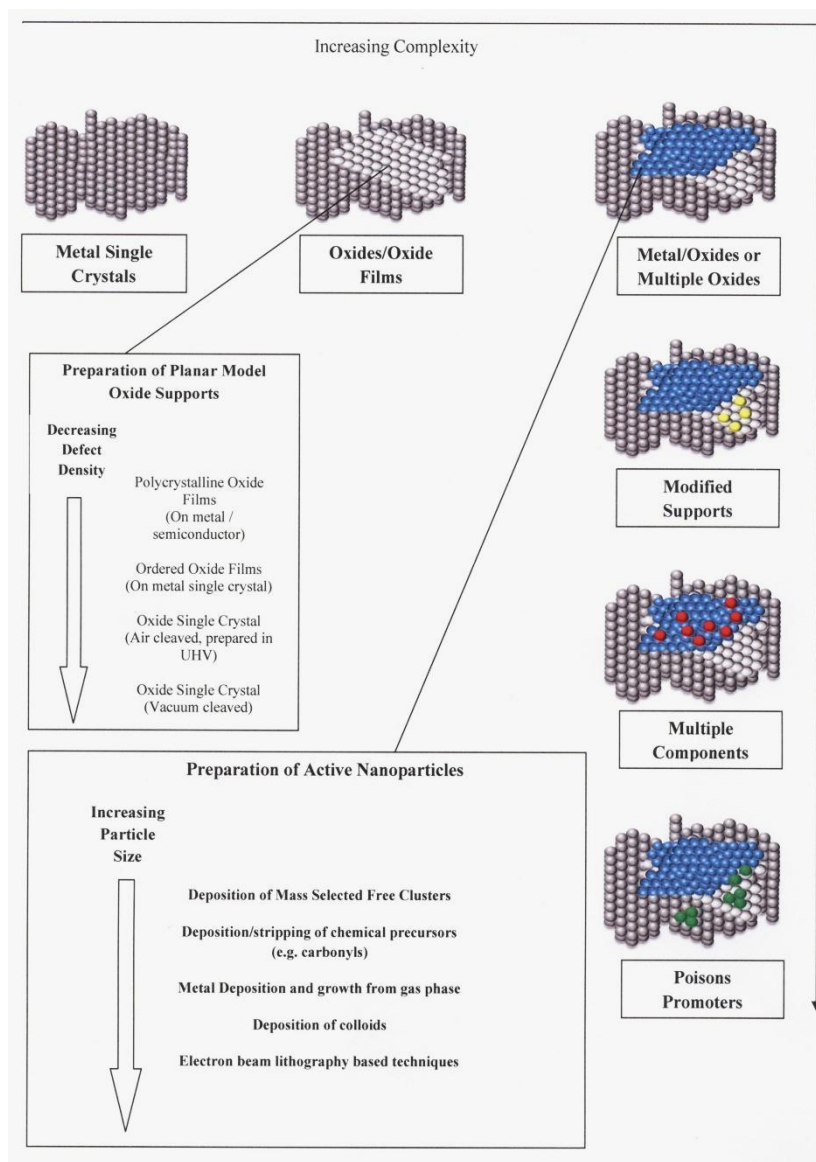 Increasing Complexity
Metal Single
Crystals
Oxides/Oxide
Films
Metal/Oxides or
Multiple Oxides
Preparation of Planar Model
Oxide Supports
Decreasing
Defect
Density
Polycrystalline Oxide
Films
(On metal /
semiconductor)
Ordered Oxide Films
(On metal single crystal)
Oxide Single Crystal
(Air cleaved, prepared in
UHV)
Oxide Single Crystal
(Vacuum cleaved)
Modified
Supports
Multiple
Components
Poisons
Promoters
Preparation of Active Nanoparticles
Increasing
Particle
Size
Deposition of Mass Selected Free Clusters
Deposition/stripping of chemical precursors
(e.g. carbonyls)
Metal Deposition and growth from gas phase
Deposition of colloids
Electron beam lithography based techniques